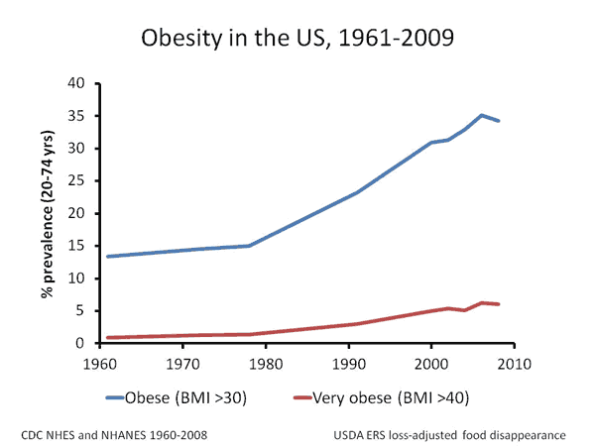 Obesity in the US, 1961-2009
% prevalence (20-74 yrs)
40
35
30
25
20
15
10
5
0
1960 1970 1980 1990 2000 2010
Obese (BMI >30) Very obese (BMI >40)
CDC NHES and NHANES 1960-2008 USDA ERS loss-adjusted food disappearance